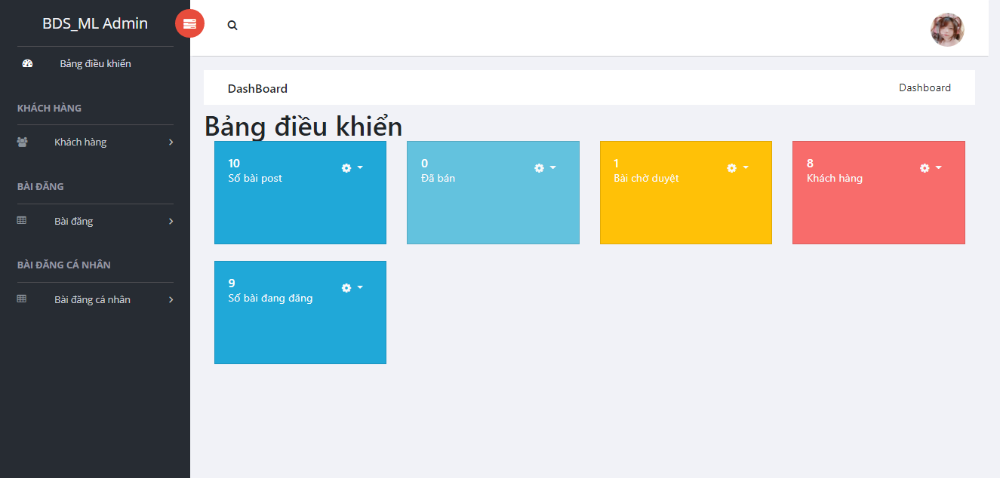 BDS_ML Admin
Bảng điều khiển
KHÁCH HÀNG
Khách hàng
BÀI ĐĂNG
Bài đăng
BÀI ĐĂNG CÁ NHÂN
Bài đăng cá nhân
DashBoard
Dashboard
Bảng điều khiển
10
Số bài post
0
Đã bán
1
Bài chờ duyệt
8
Khách hàng
9
Số bài đang đăng